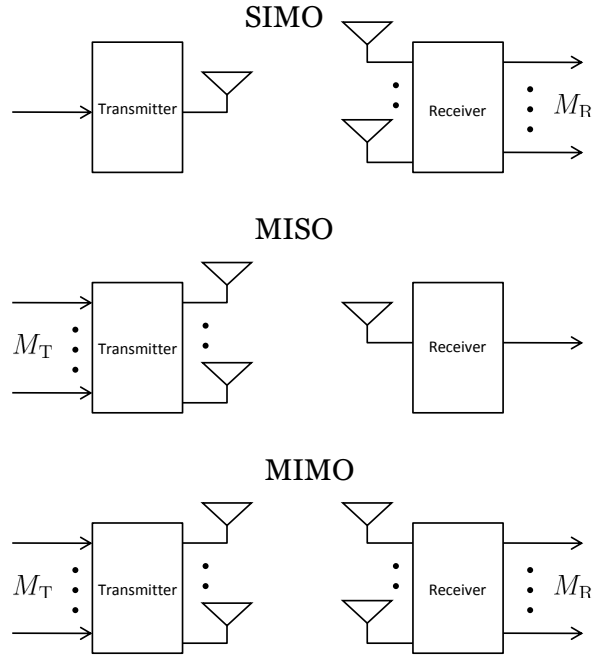 SIMO
Transmitter
Receiver
M_R
MISO
M_T
Transmitter
Receiver
MIMO
M_T
Transmitter
Receiver
M_R